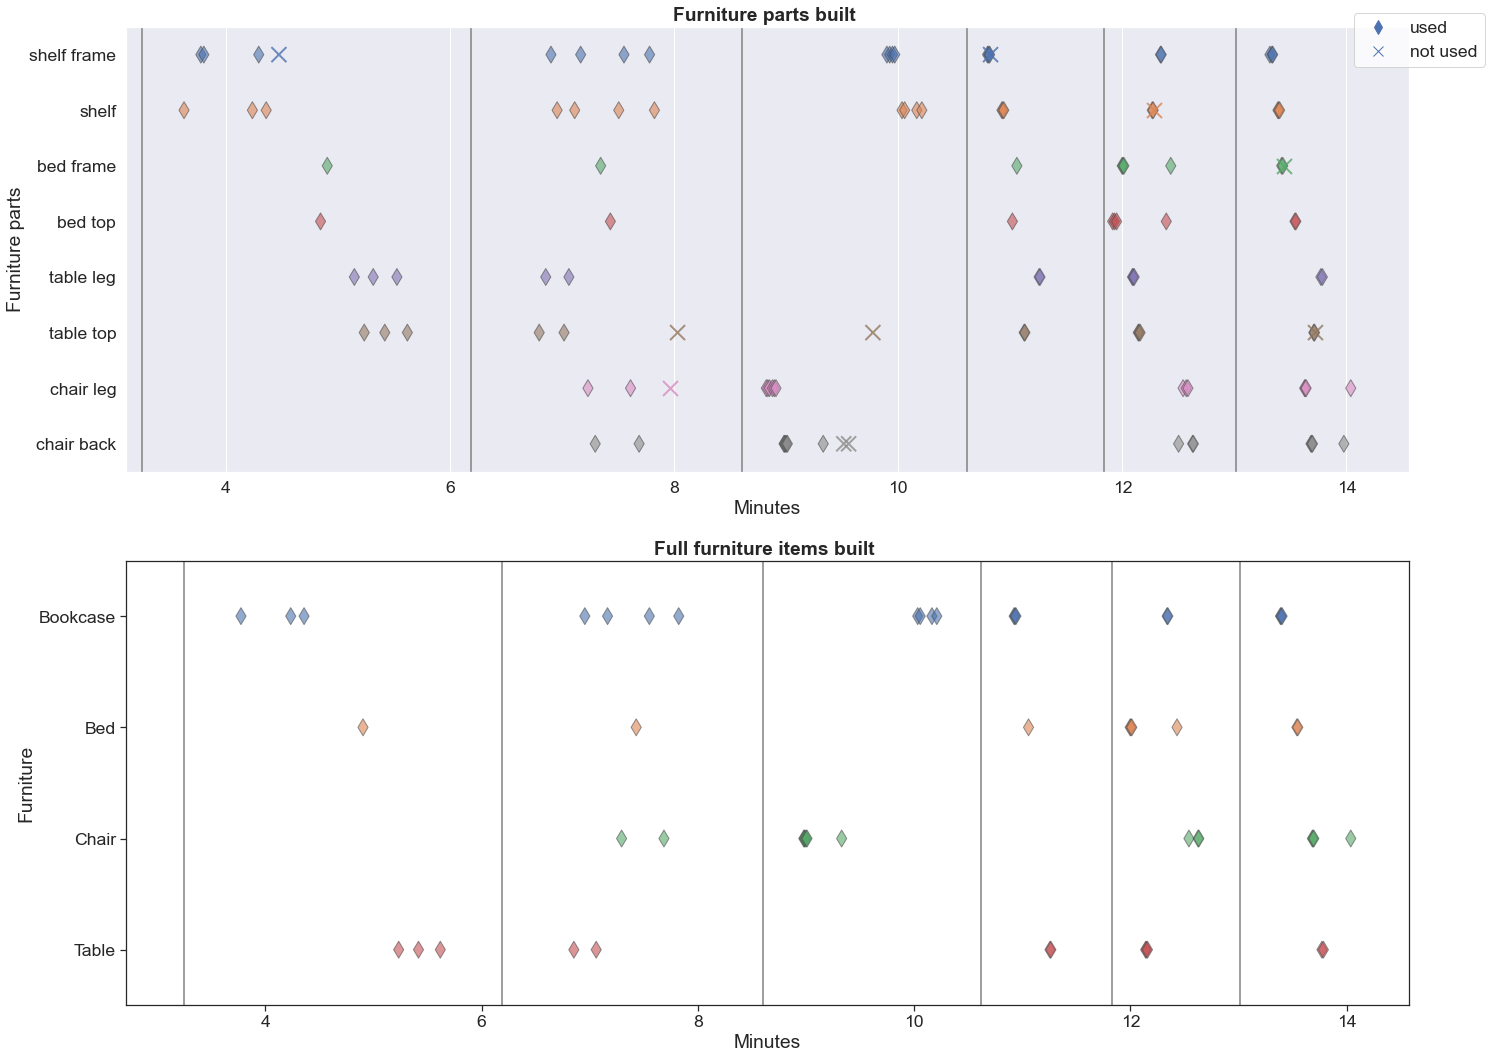 Furniture parts built
used
not used
shelf frame
shelf
bed frame
bed top
table leg
table top
chair leg
chair back
Furniture parts
4 6 8 10 12 14
Minutes
Full furniture items built
Bookcase
Bed
Chair
Table
Furniture
4 6 8 10 12 14
Minutes